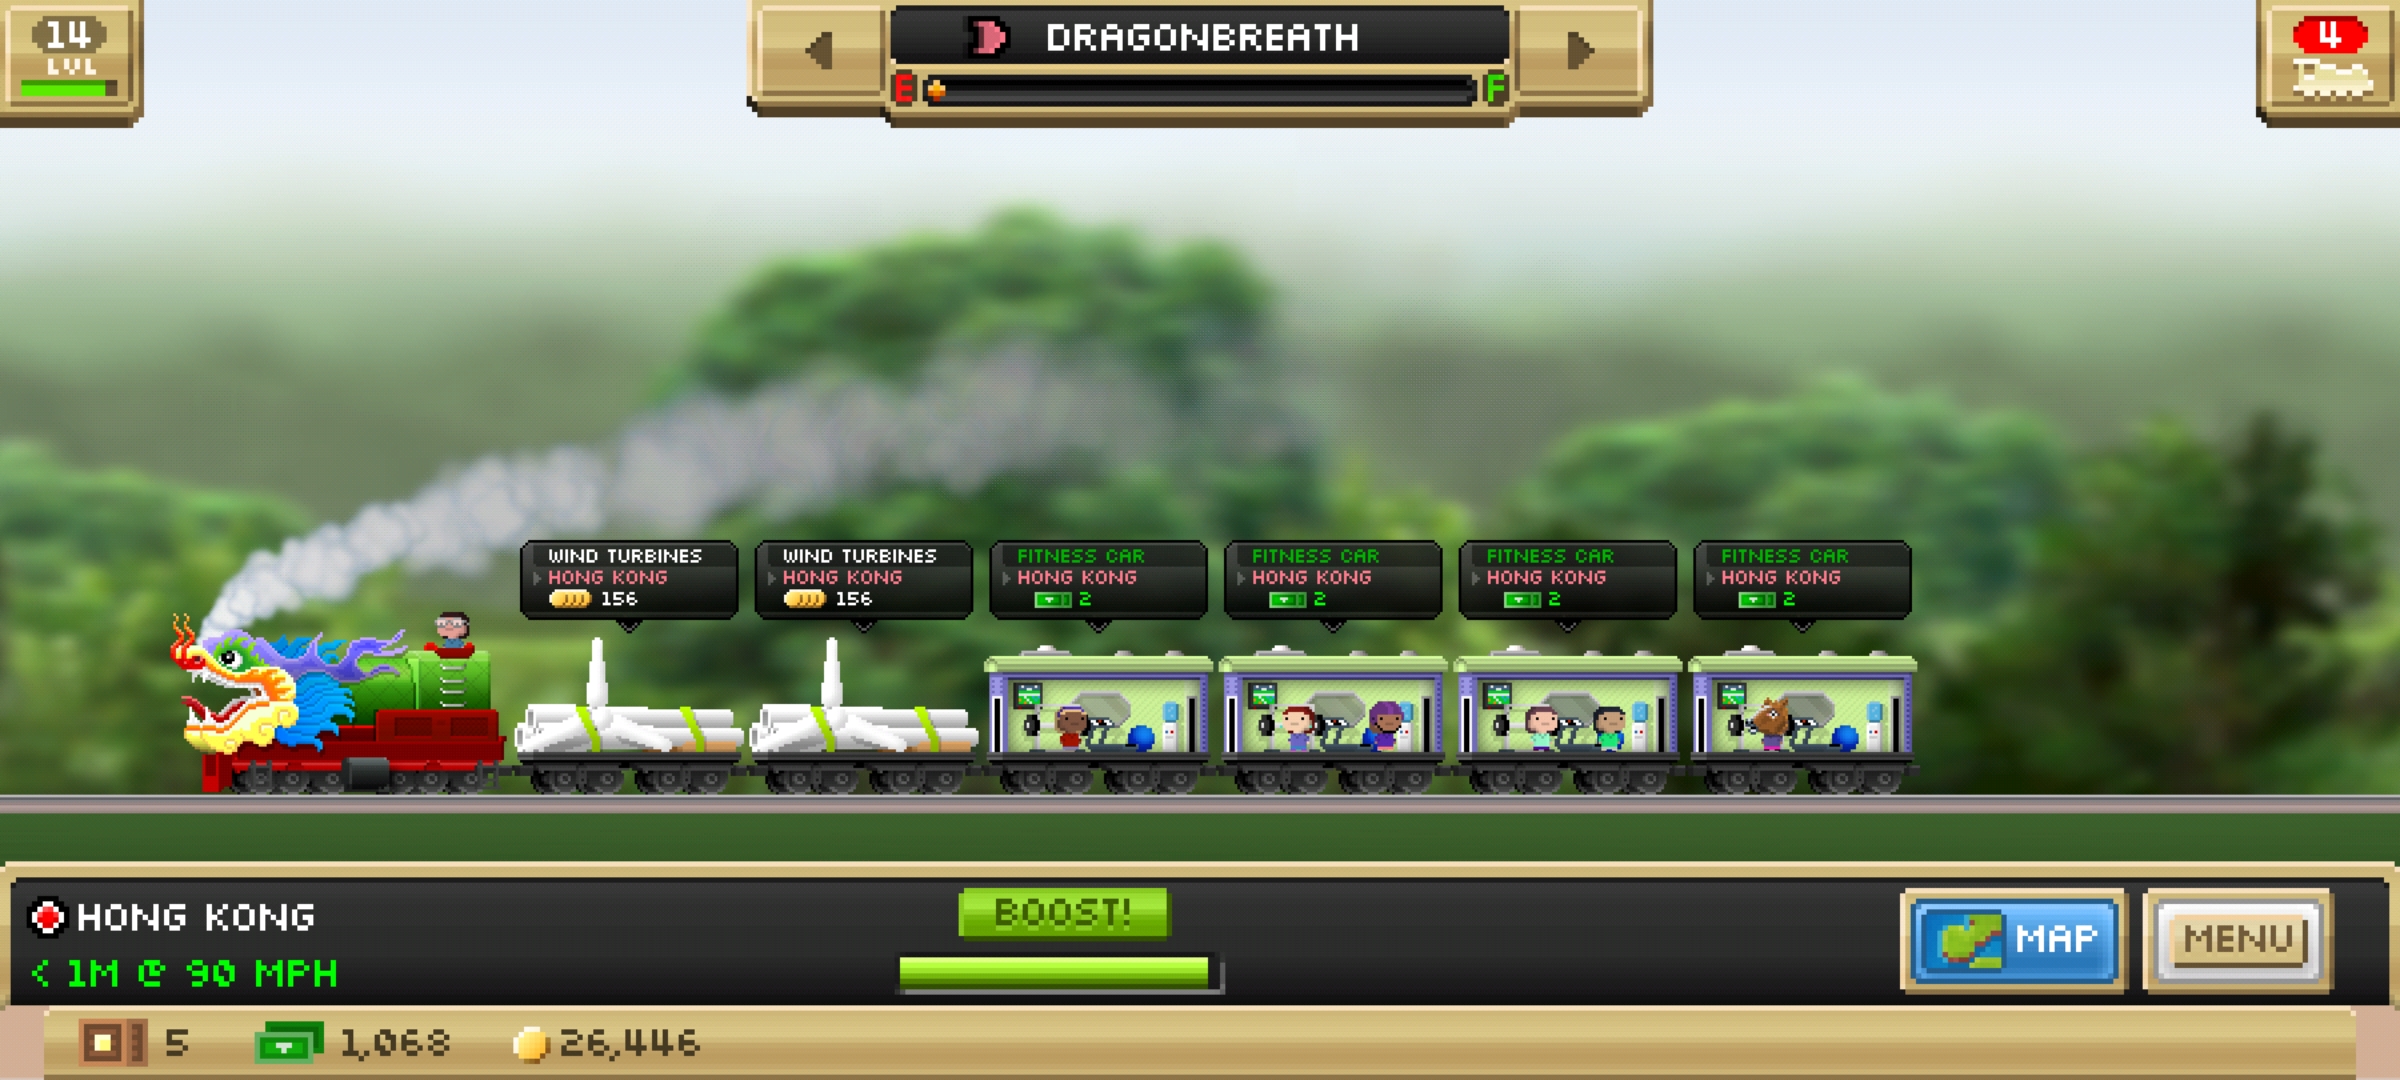 14
LVL
DRAGONBREATH
E F
4
WIND TURBINES
HONG KONG
156
WIND TURBINES
HONG KONG
156
FITNESS CAR
HONG KONG
2
FITNESS CAR
HONG KONG
2
FITNESS CAR
HONG KONG
2
FITNESS CAR
HONG KONG
2
HONG KONG
< 1M @ 90 MPH
BOOST!
MAP
MENU
5
1,068
26,446